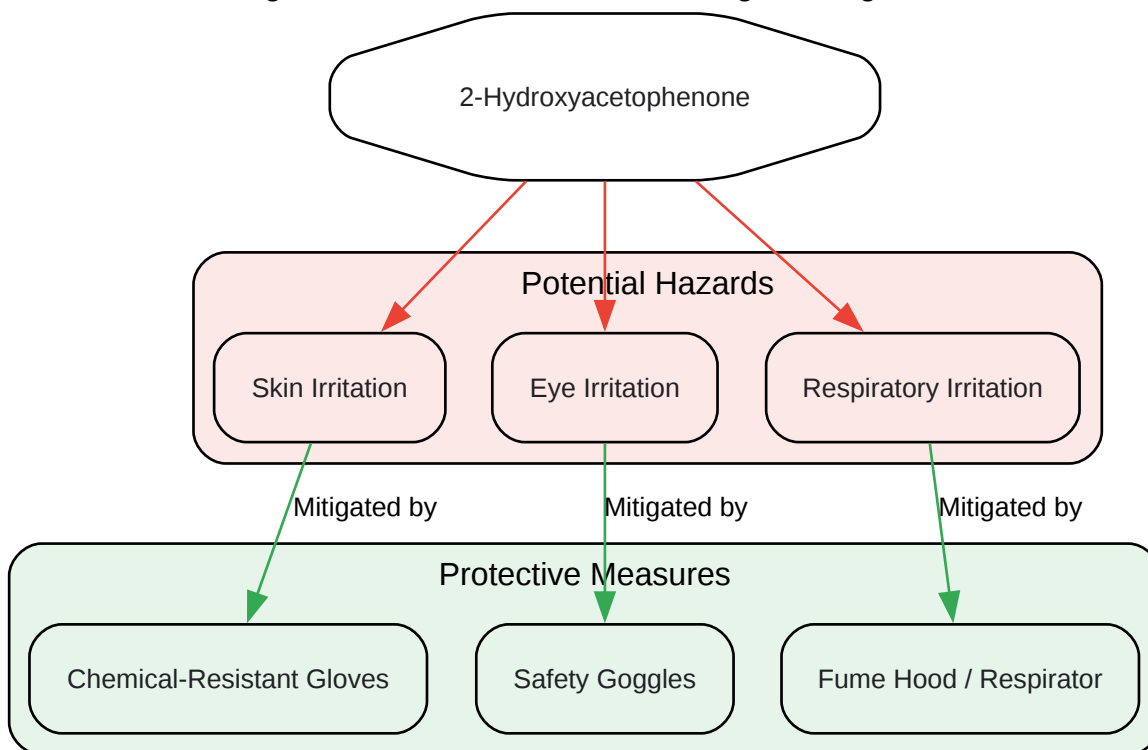 2-Hydroxyacetophenone
Potential Hazards
Skin Irritation
Eye Irritation
Respiratory Irritation
Mitigated by
Mitigated by
Mitigated by
Protective Measures
Chemical-Resistant Gloves
Safety Goggles
Fume Hood / Respirator